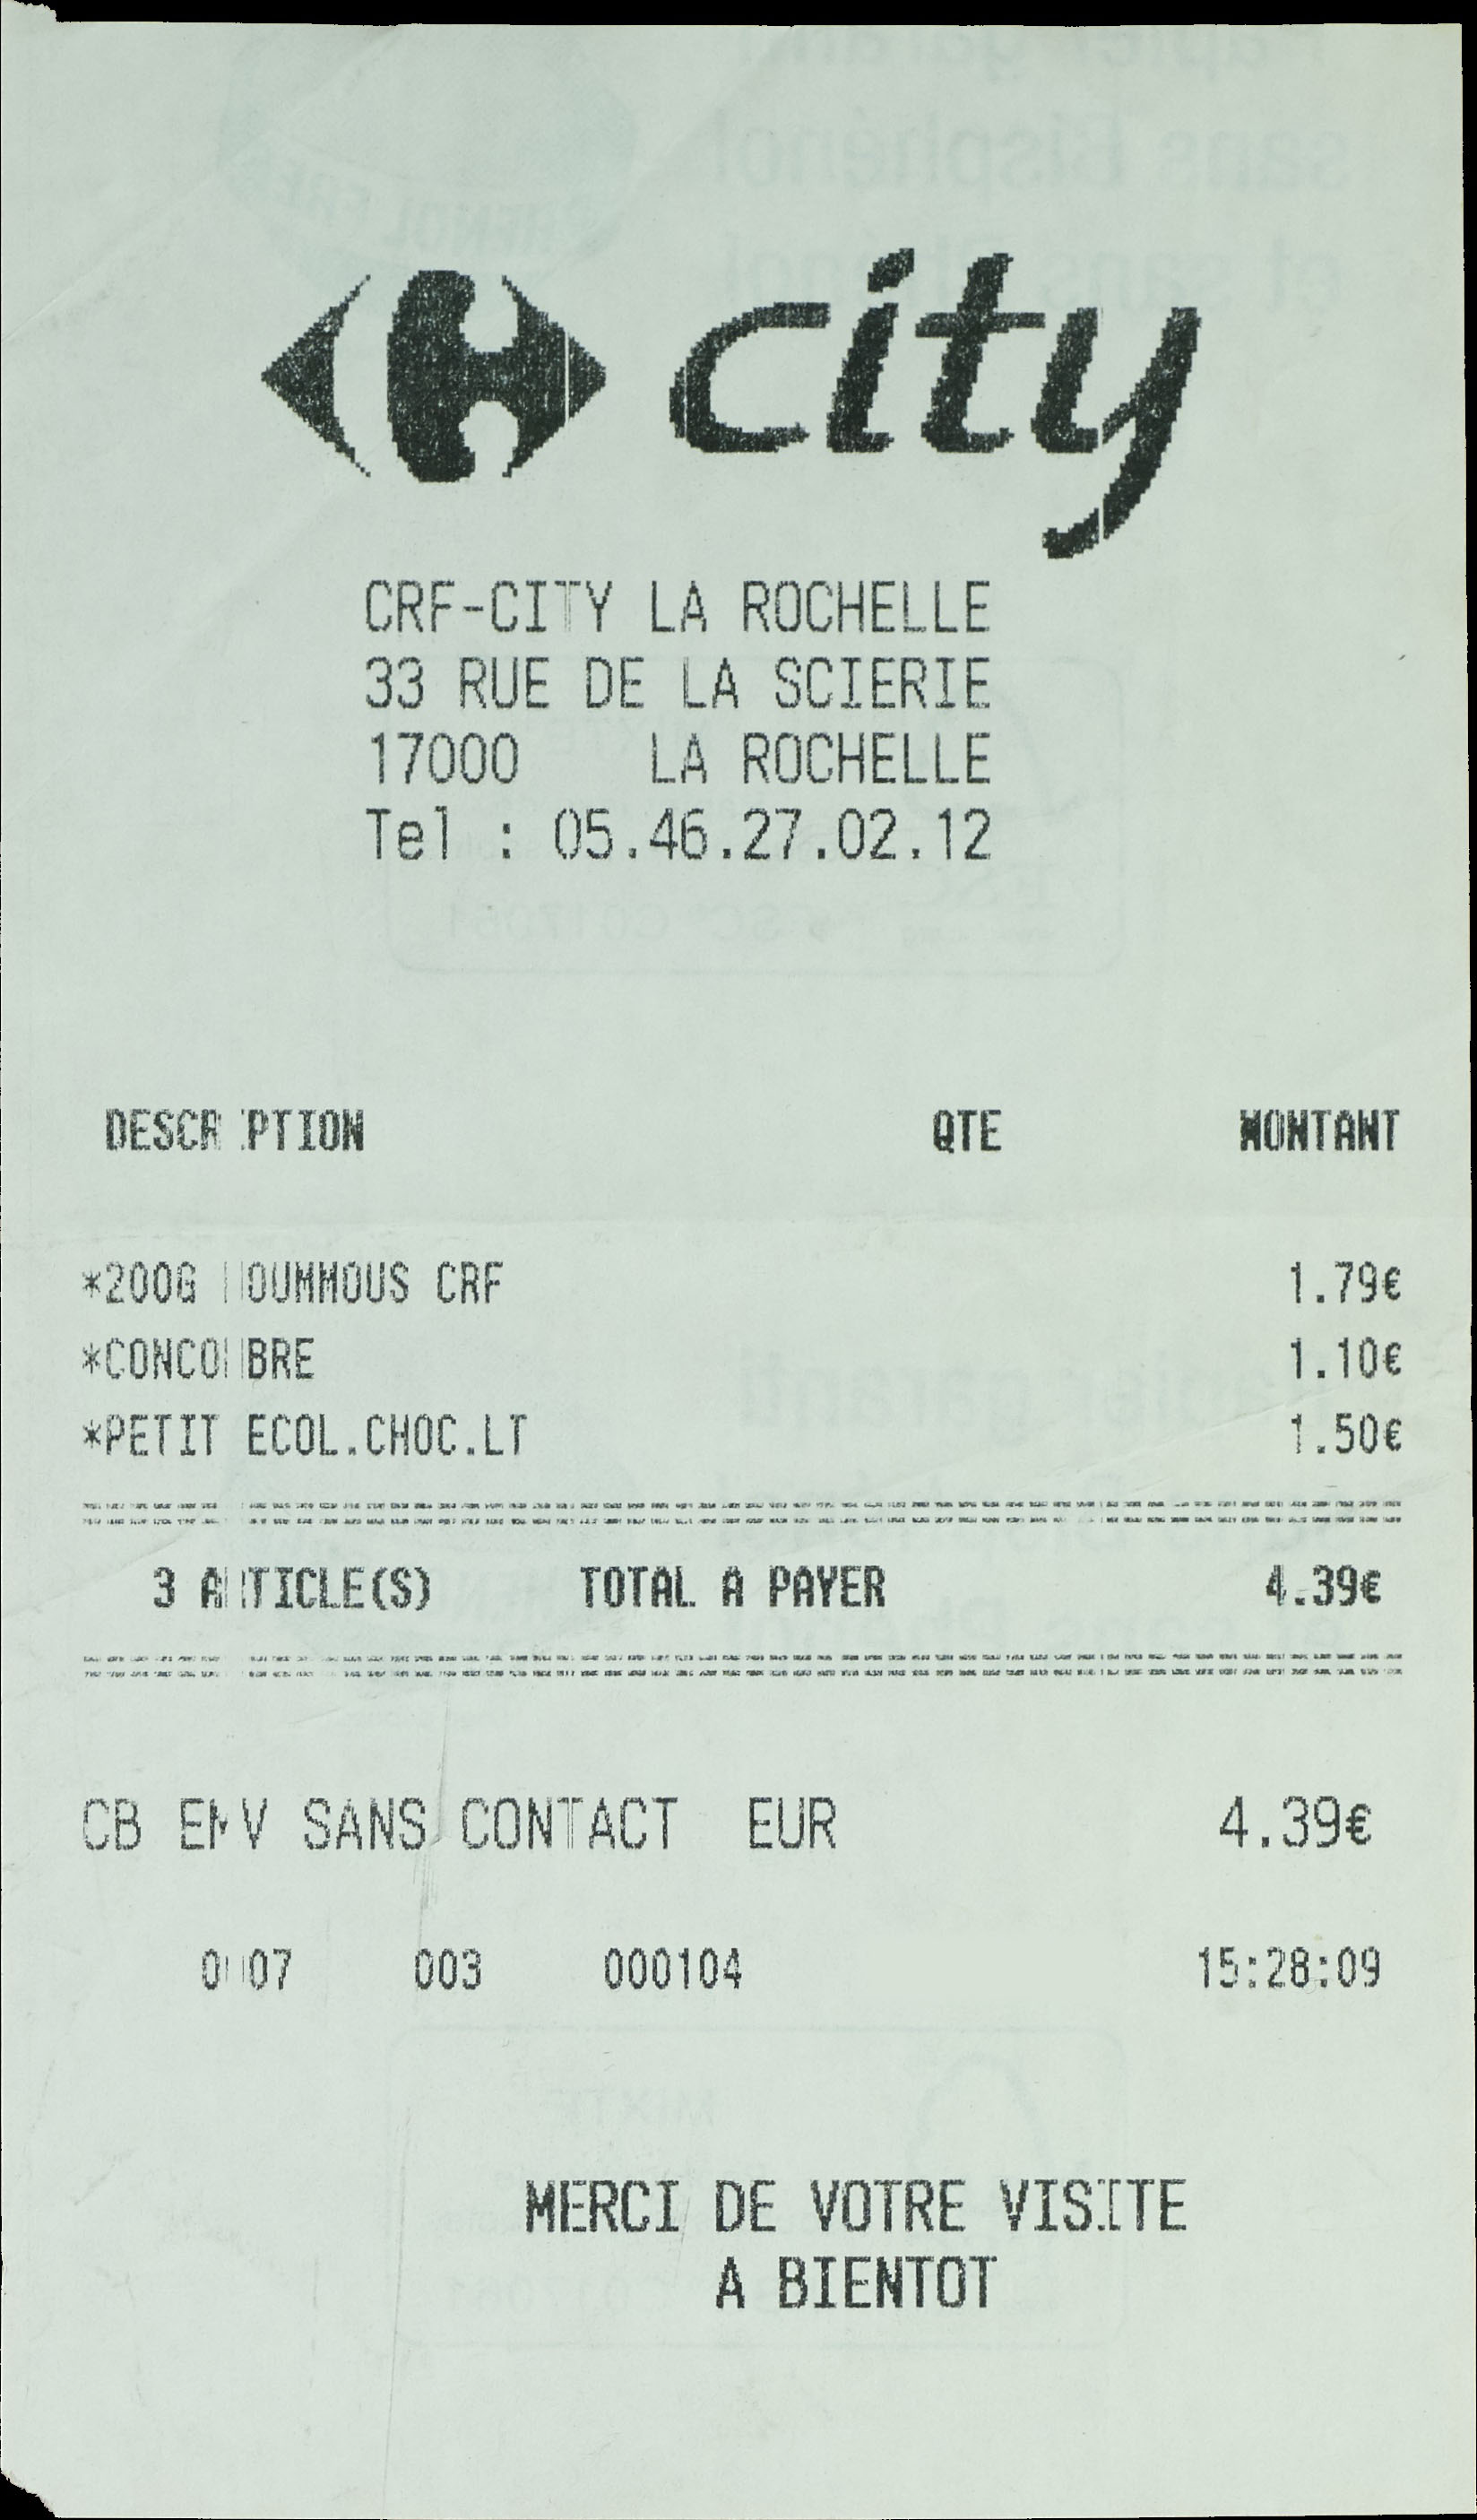 city
CRF-CITY LA ROCHELLE
33 RUE DE LA SCIERIE
17000 LA ROCHELLE
Tel : 05.46.27.02.12
DESCRIPTION QTE MONTANT
*200G HOUMMOUS CRF 1.79€
*CONCOMBRE 1.10€
*PETIT ECOL.CHOC.LT 1.50€
3 ARTICLE(S) TOTAL A PAYER 4.39€
CB EMV SANS CONTACT EUR 4.39€
0007 003 000104 15:28:09
MERCI DE VOTRE VISITE
A BIENTOT